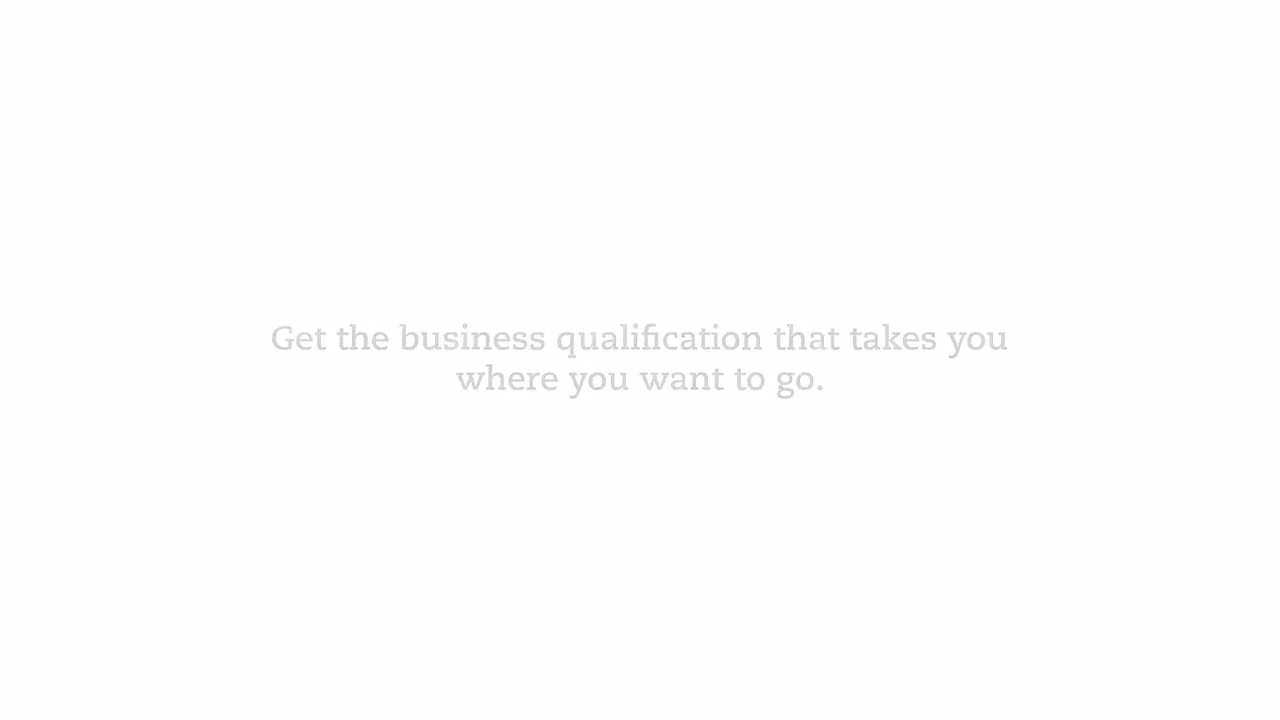 Get the business qualification that takes you
where you want to go.